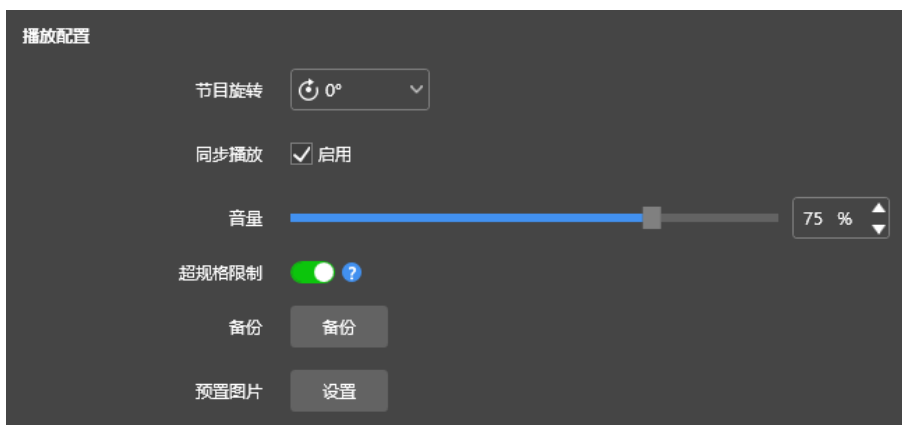 播放配置
节目旋转 0°
同步播放 启用
音量 75 %
超规格限制 ?
备份 备份
预置图片 设置